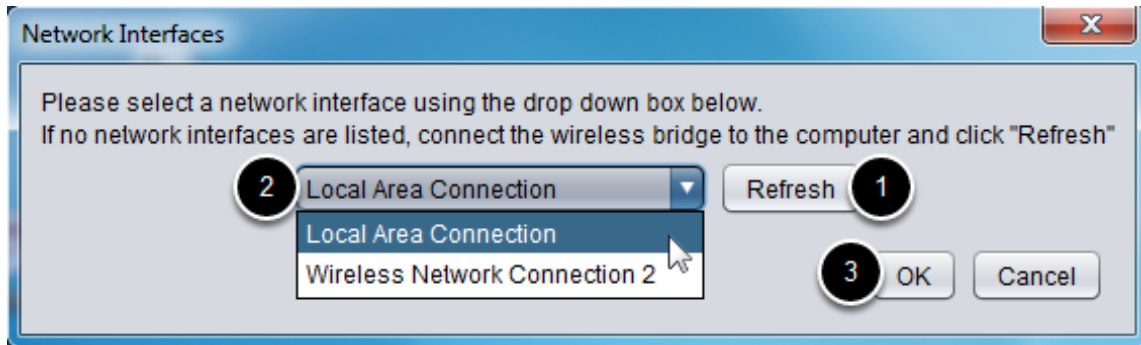 Network Interfaces
X
Please select a network interface using the drop down box below.
If no network interfaces are listed, connect the wireless bridge to the computer and click "Refresh"
2 Local Area Connection Refresh 1
Local Area Connection
Wireless Network Connection 2
3 OK Cancel